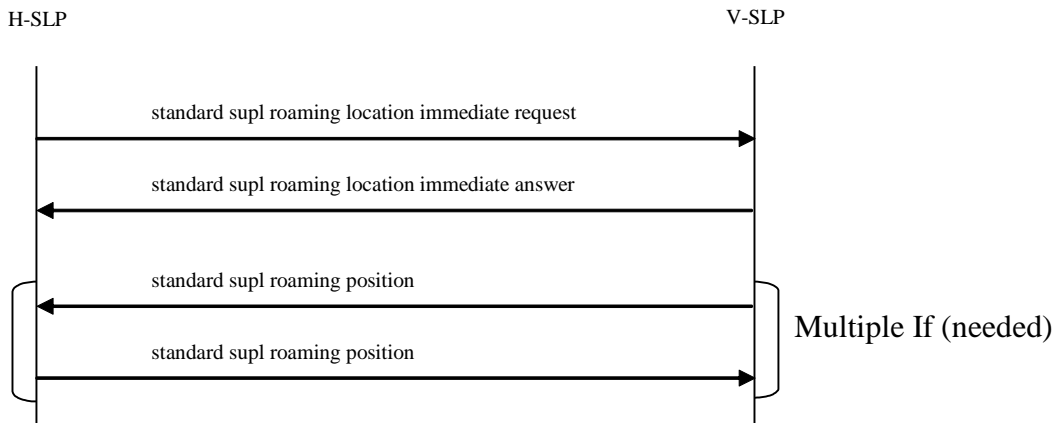 H-SLP
V-SLP
standard supl roaming location immediate request
standard supl roaming location immediate answer
standard supl roaming position
Multiple If (needed)
standard supl roaming position